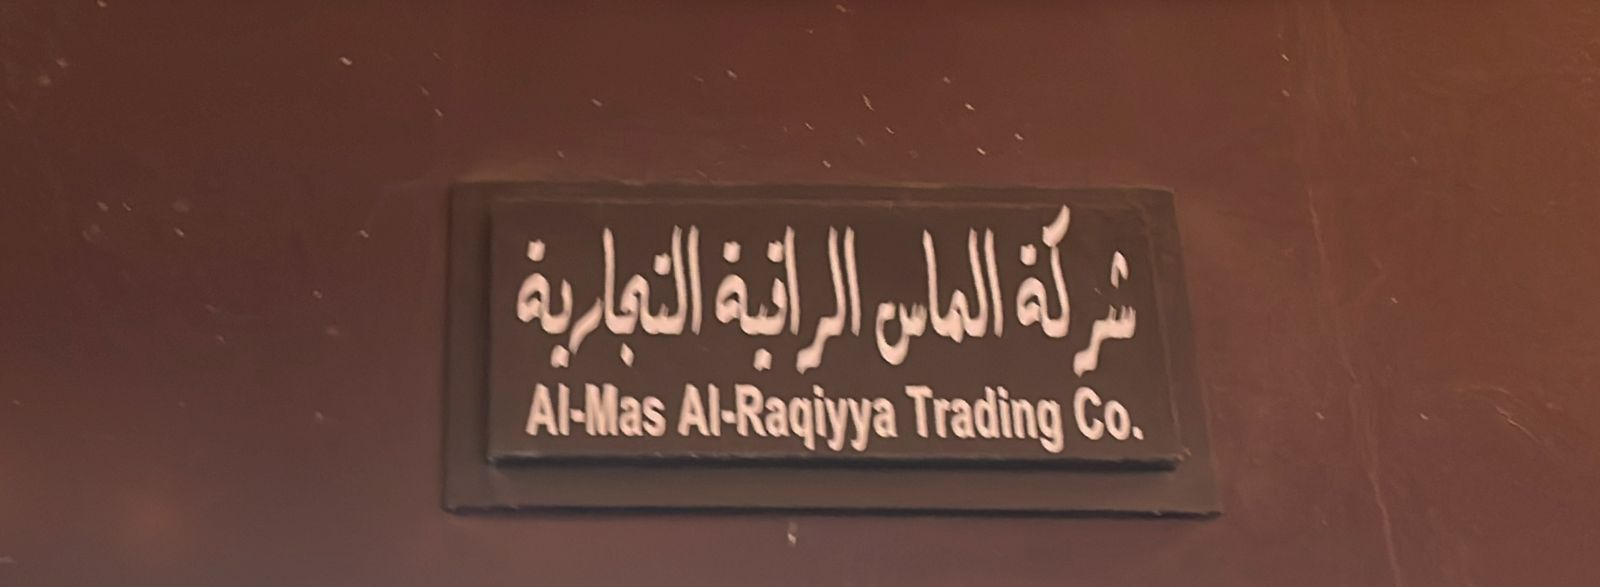 شركة الماس الراقية التجارية
Al-Mas Al-Raqiyya Trading Co.